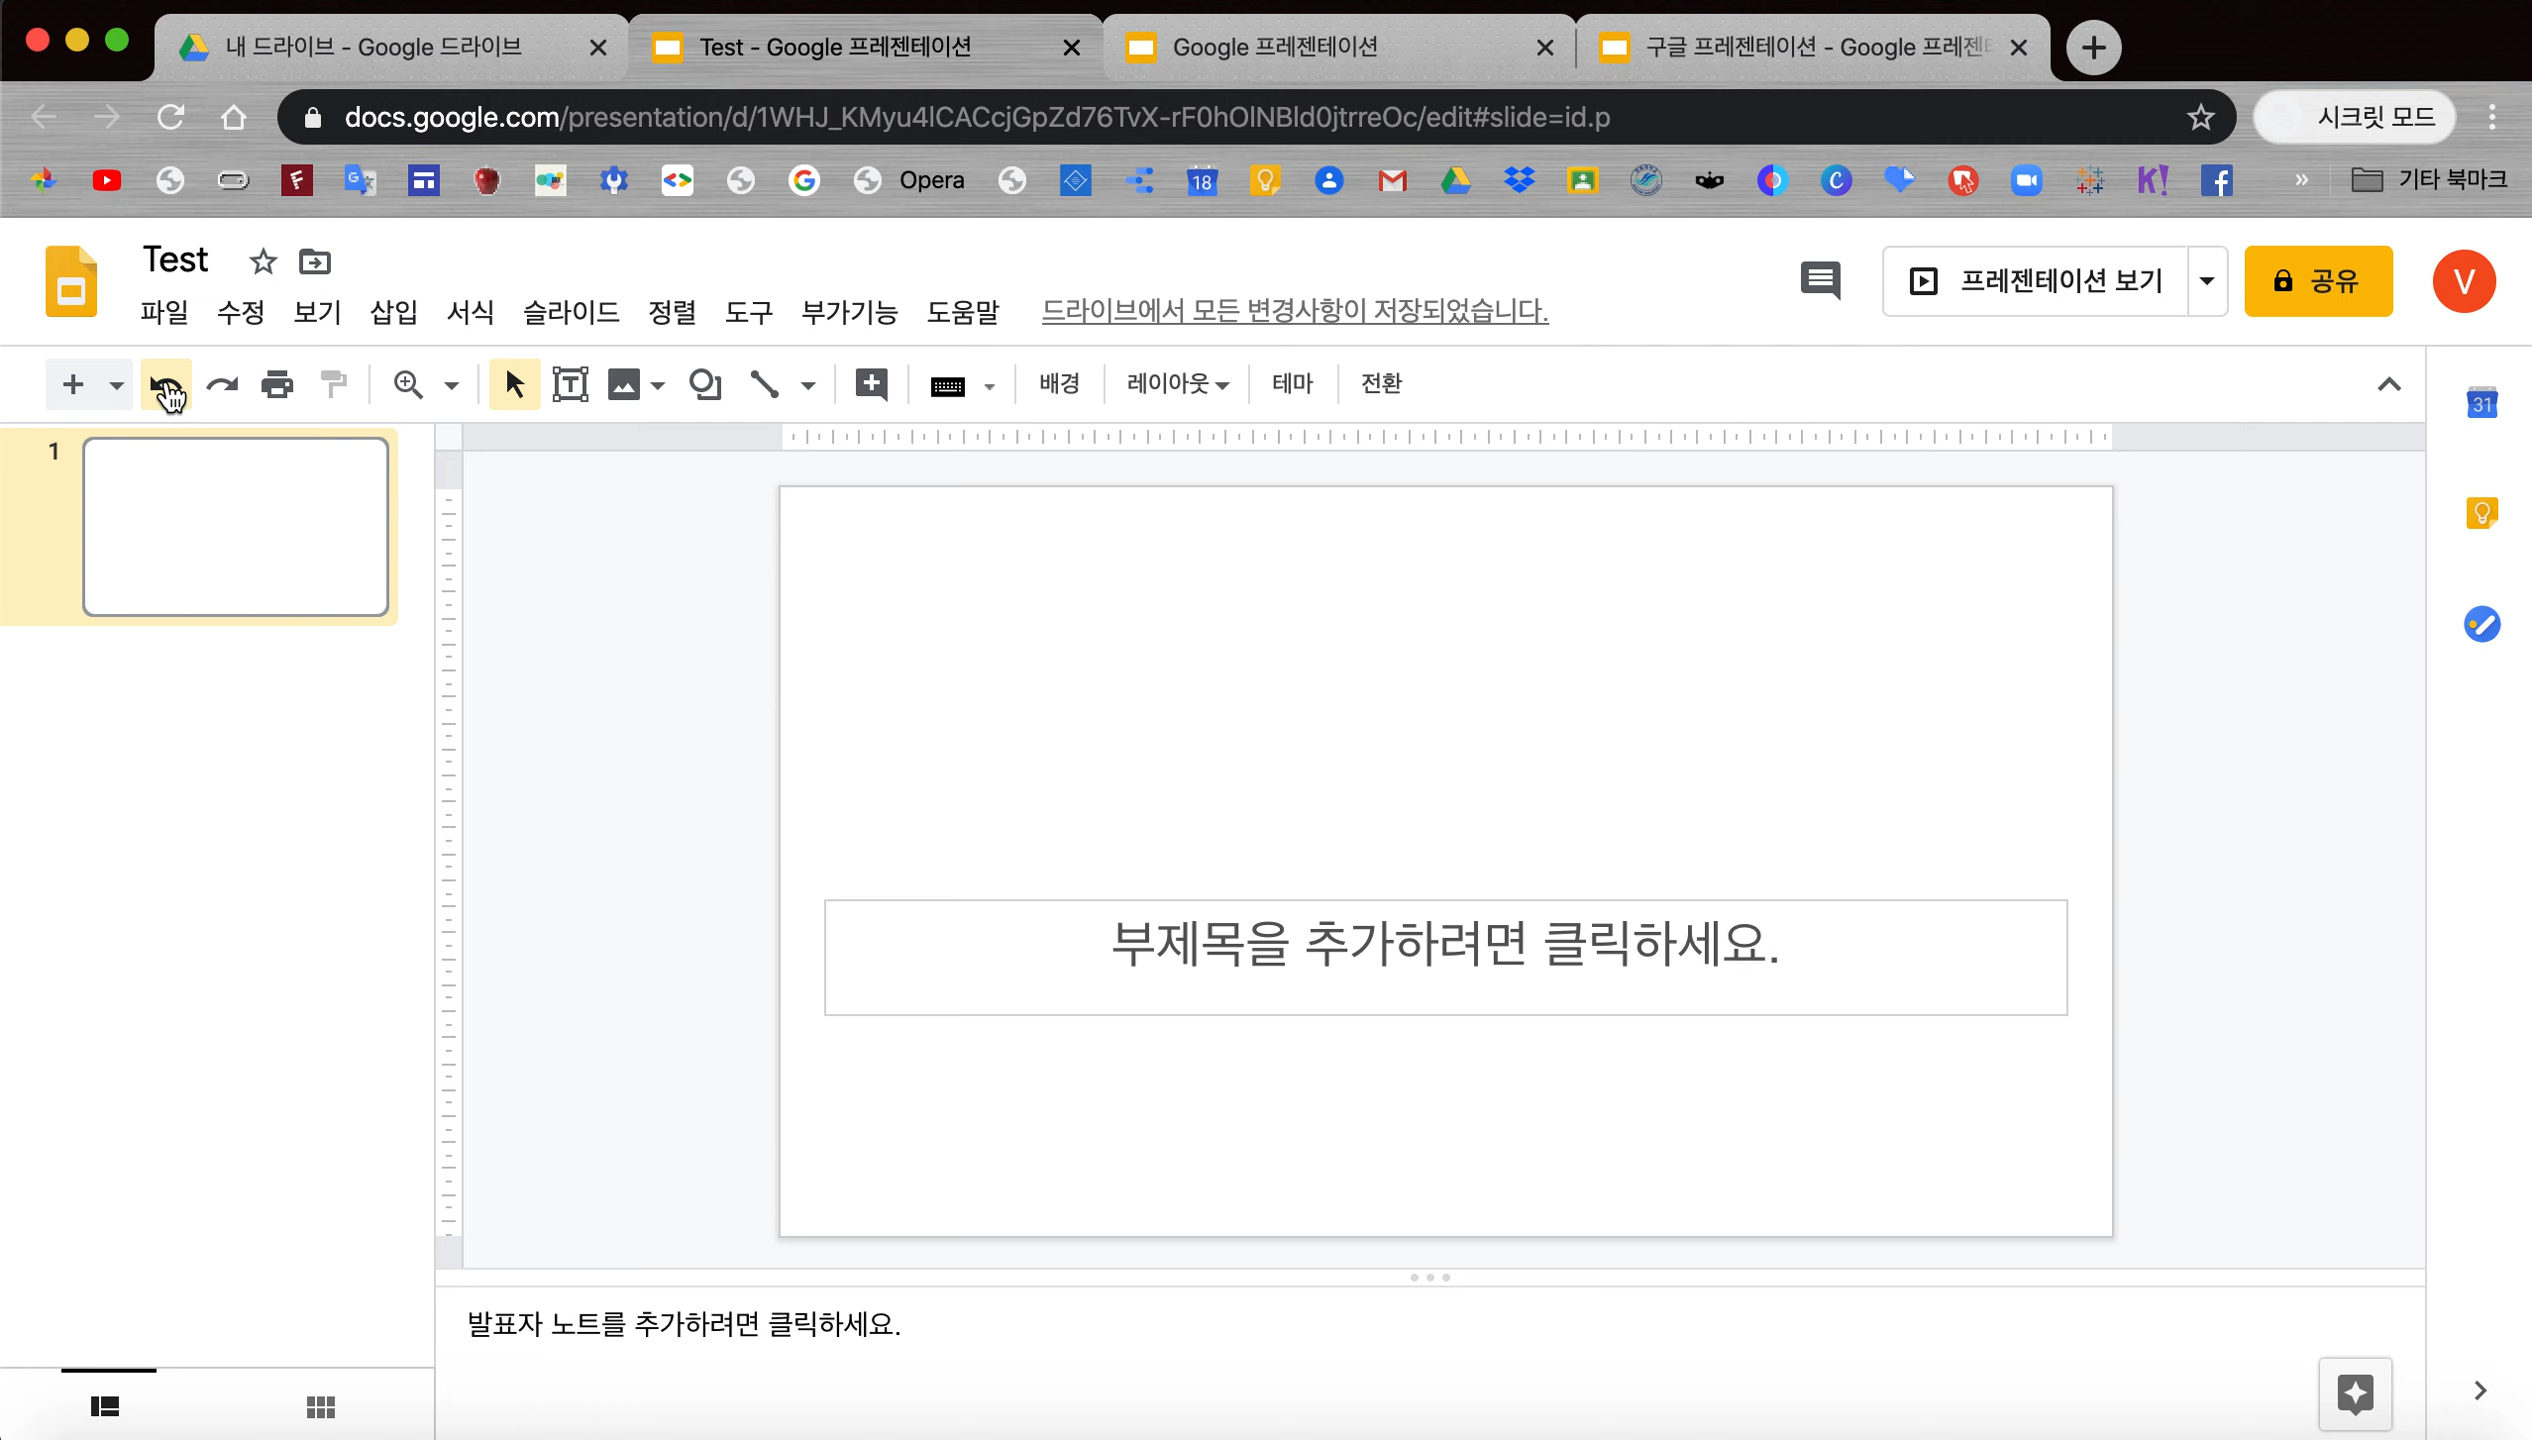 내 드라이브 - Google 드라이브
Test - Google 프레젠테이션
Google 프레젠테이션
구글 프레젠테이션 - Google 프레젠
docs.google.com/presentation/d/1WHJ_KMyu4lCACcjGpZd76TvX-rF0hOlNBld0jtrreOc/edit#slide=id.p
시크릿 모드
Opera
18
K!
기타 북마크
Test
파일 수정 보기 삽입 서식 슬라이드 정렬 도구 부가기능 도움말 드라이브에서 모든 변경사항이 저장되었습니다.
프레젠테이션 보기
공유
V
배경 레이아웃 테마 전환
31
1
부제목을 추가하려면 클릭하세요.
발표자 노트를 추가하려면 클릭하세요.